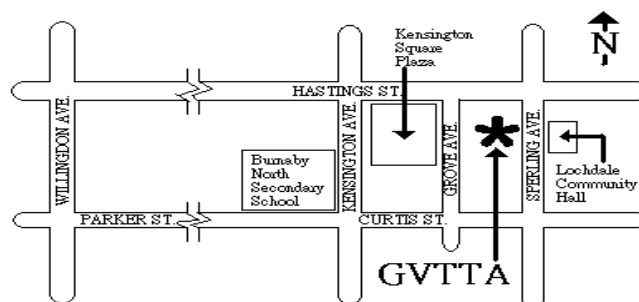 Kensington
Square
Plaza
N
HASTINGS ST.
WILLINGDON AVE.
KENSINGTON AVE.
GROVE AVE.
SPERLING AVE.
Burnaby
North
Secondary
School
Lochdale
Community
Hall
PARKER ST.
CURTIS ST.
GVTTA